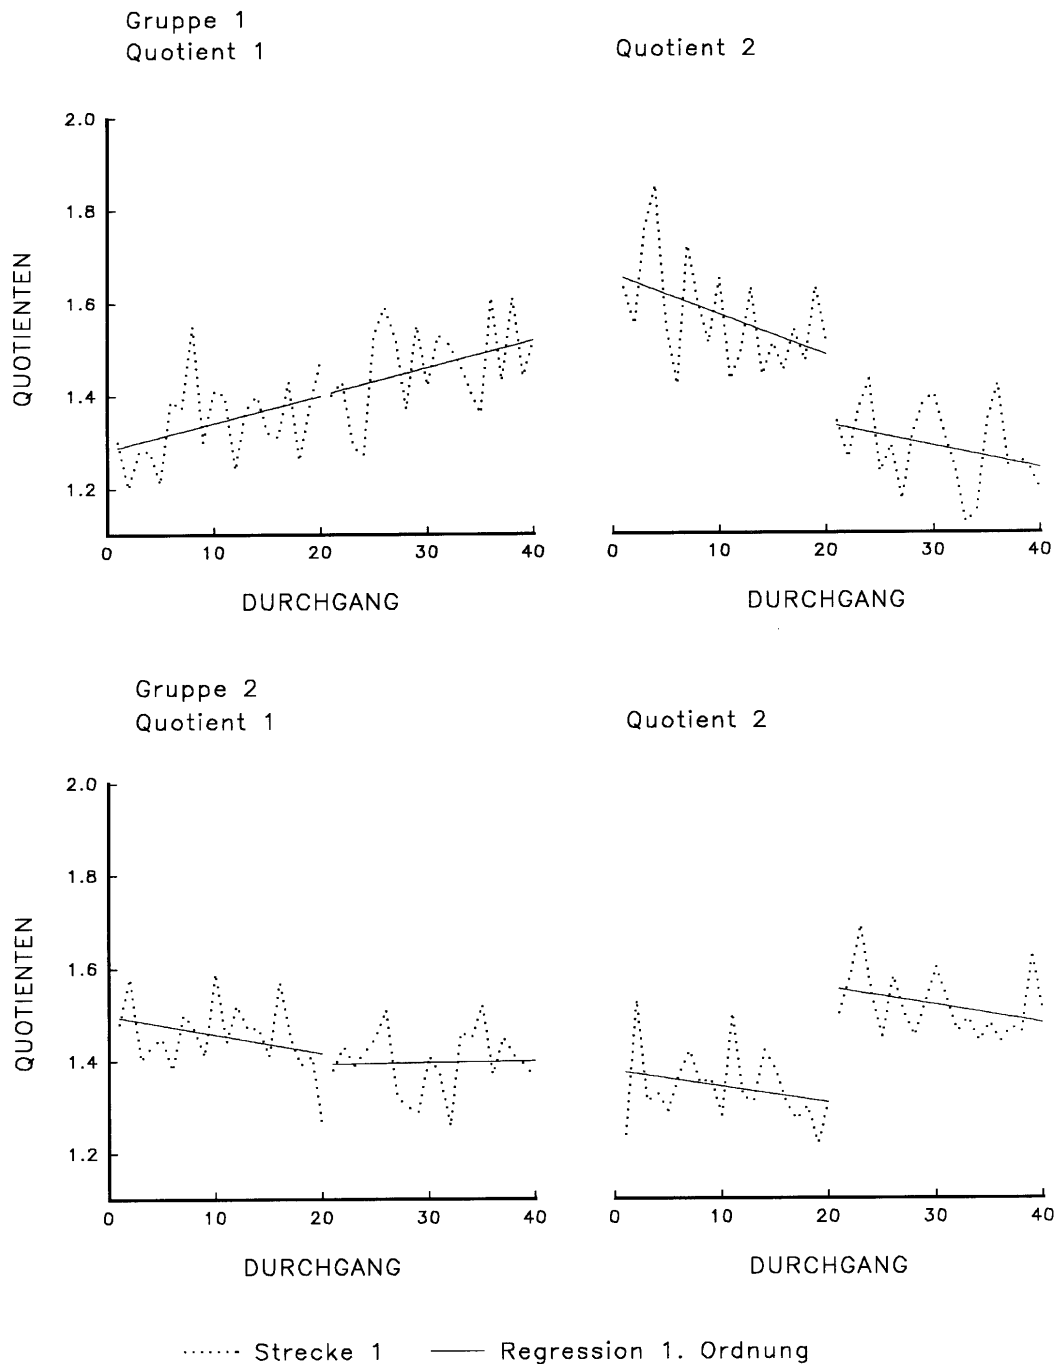 Gruppe 1
Quotient 1
Quotient 2
QUOTIENTEN
2.0
1.8
1.6
1.4
1.2
0 10 20 30 40
0 10 20 30 40
DURCHGANG
DURCHGANG
Gruppe 2
Quotient 1
Quotient 2
QUOTIENTEN
2.0
1.8
1.6
1.4
1.2
0 10 20 30 40
0 10 20 30 40
DURCHGANG
DURCHGANG
Strecke 1
Regression 1. Ordnung